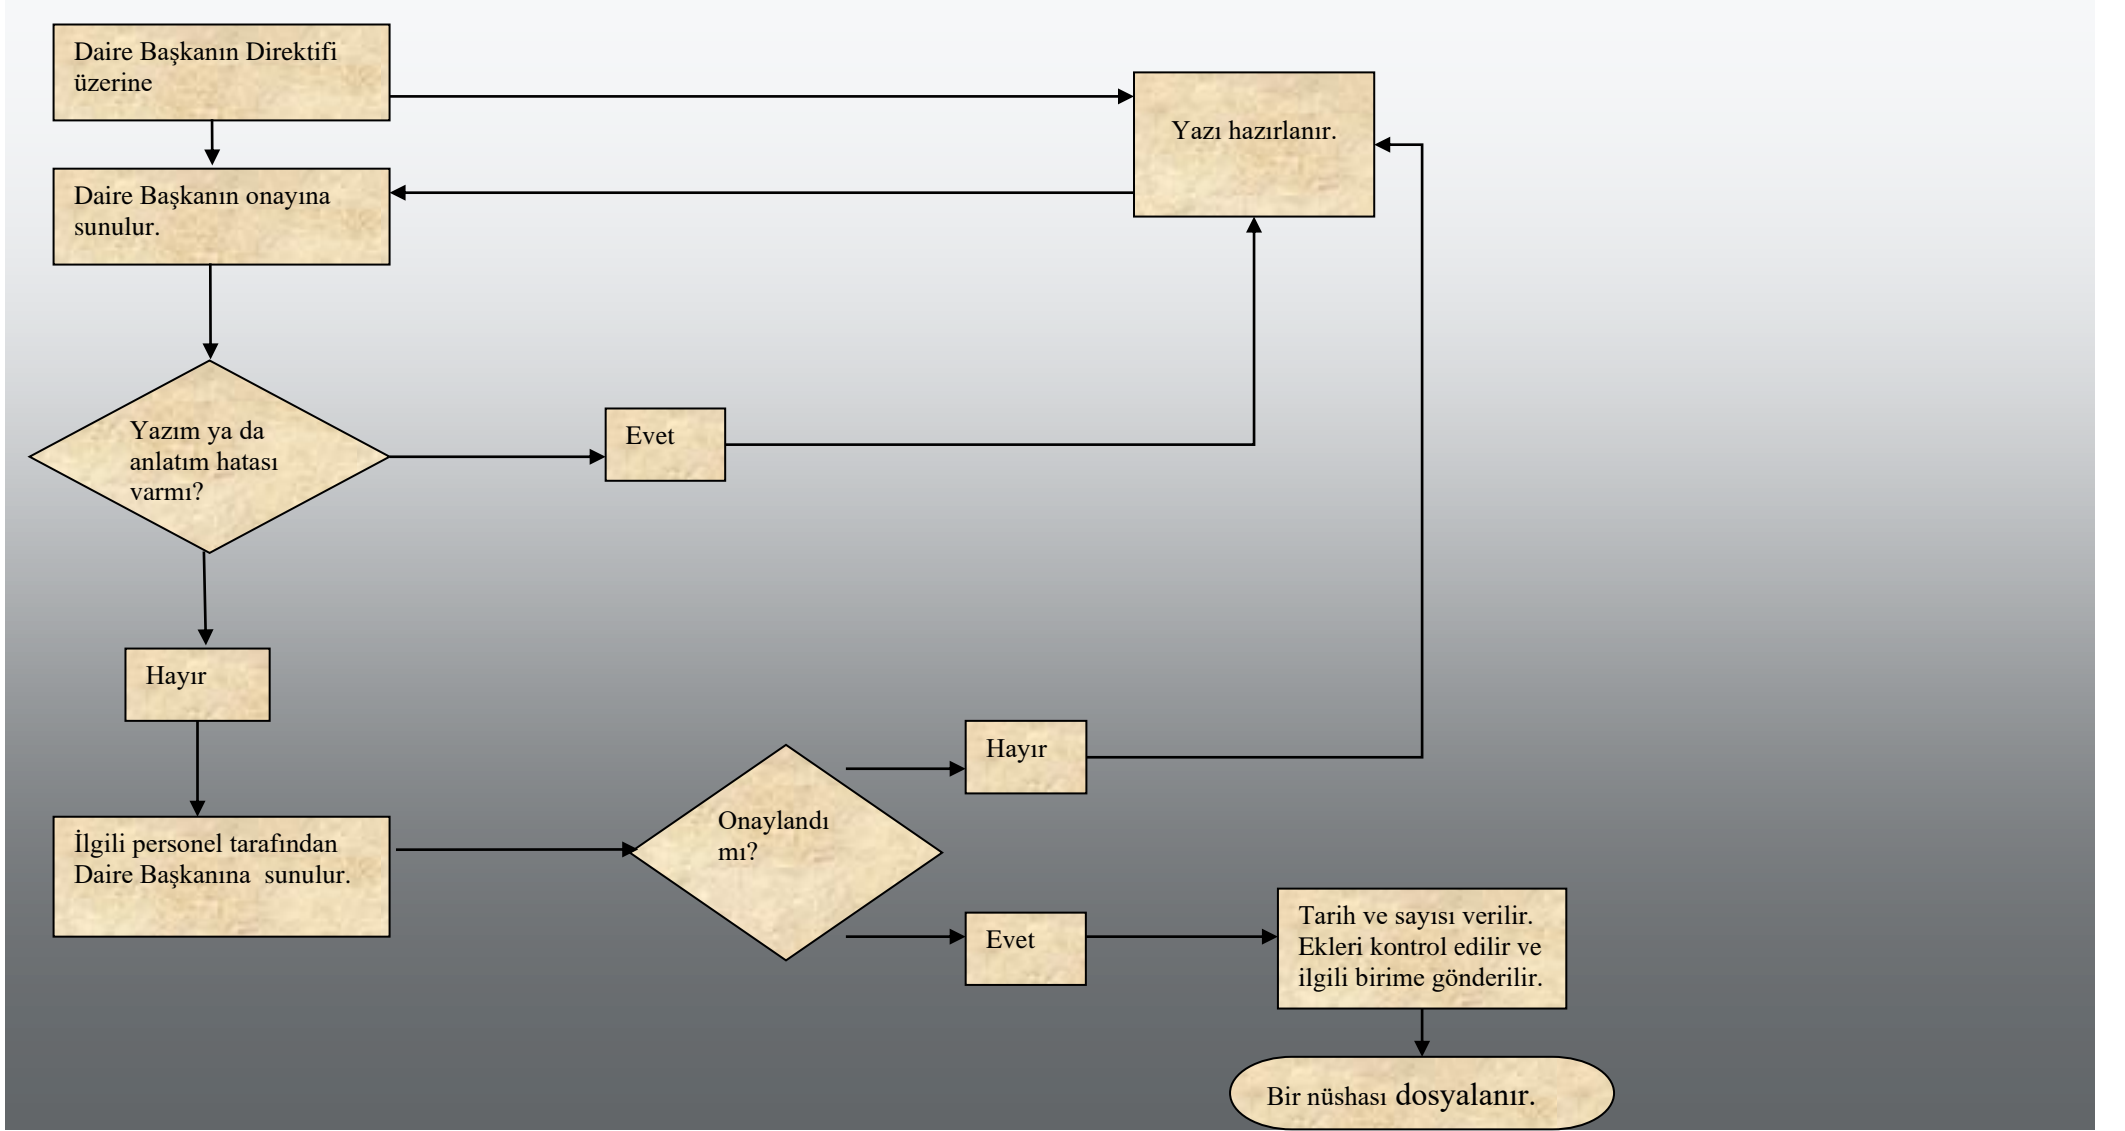 Daire Başkanın Direktifi
üzerine
Yazı hazırlanır.
Daire Başkanın onayına
sunulur.
Yazım ya da
anlatım hatası
varmı?
Evet
Hayır
İlgili personel tarafından
Daire Başkanına  sunulur.
Onaylandı
mı?
Hayır
Evet
Tarih ve sayısı verilir.
Ekleri kontrol edilir ve
ilgili birime gönderilir.
Bir nüshası dosyalanır.